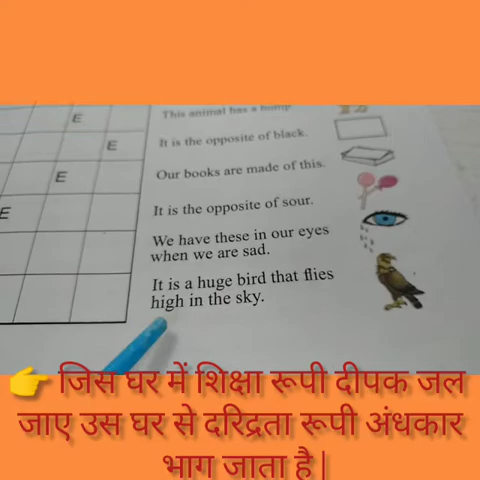 This animal has a hump.
E
It is the opposite of black.
E
Our books are made of this.
E
It is the opposite of sour.
E
We have these in our eyes
when we are sad.
It is a huge bird that flies
high in the sky.
👉 जिस घर में शिक्षा रूपी दीपक जल
जाए उस घर से दरिद्रता रूपी अंधकार
भाग जाता है|